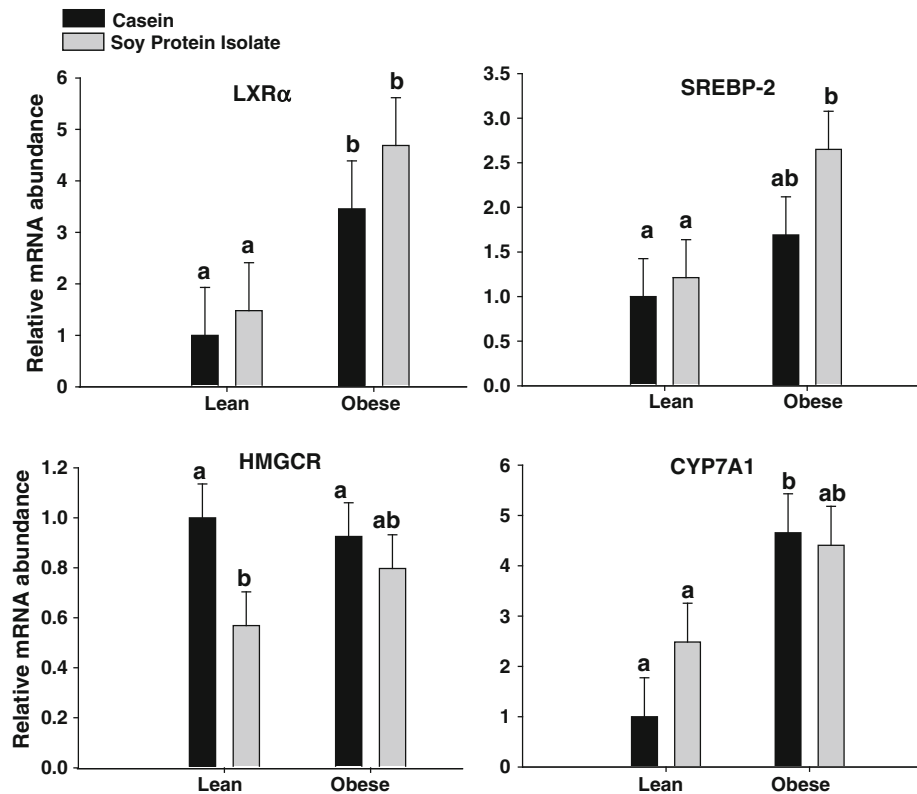 Casein
Soy Protein Isolate
LXRα
Relative mRNA abundance
6
5
4
3
2
1
0
a
a
b
b
Lean
Obese
SREBP-2
3.5
3.0
2.5
2.0
1.5
1.0
0.5
0.0
a
a
ab
b
Lean
Obese
HMGCR
Relative mRNA abundance
1.2
1.0
0.8
0.6
0.4
0.2
0.0
a
b
a
ab
Lean
Obese
CYP7A1
6
5
4
3
2
1
0
a
a
b
ab
Lean
Obese